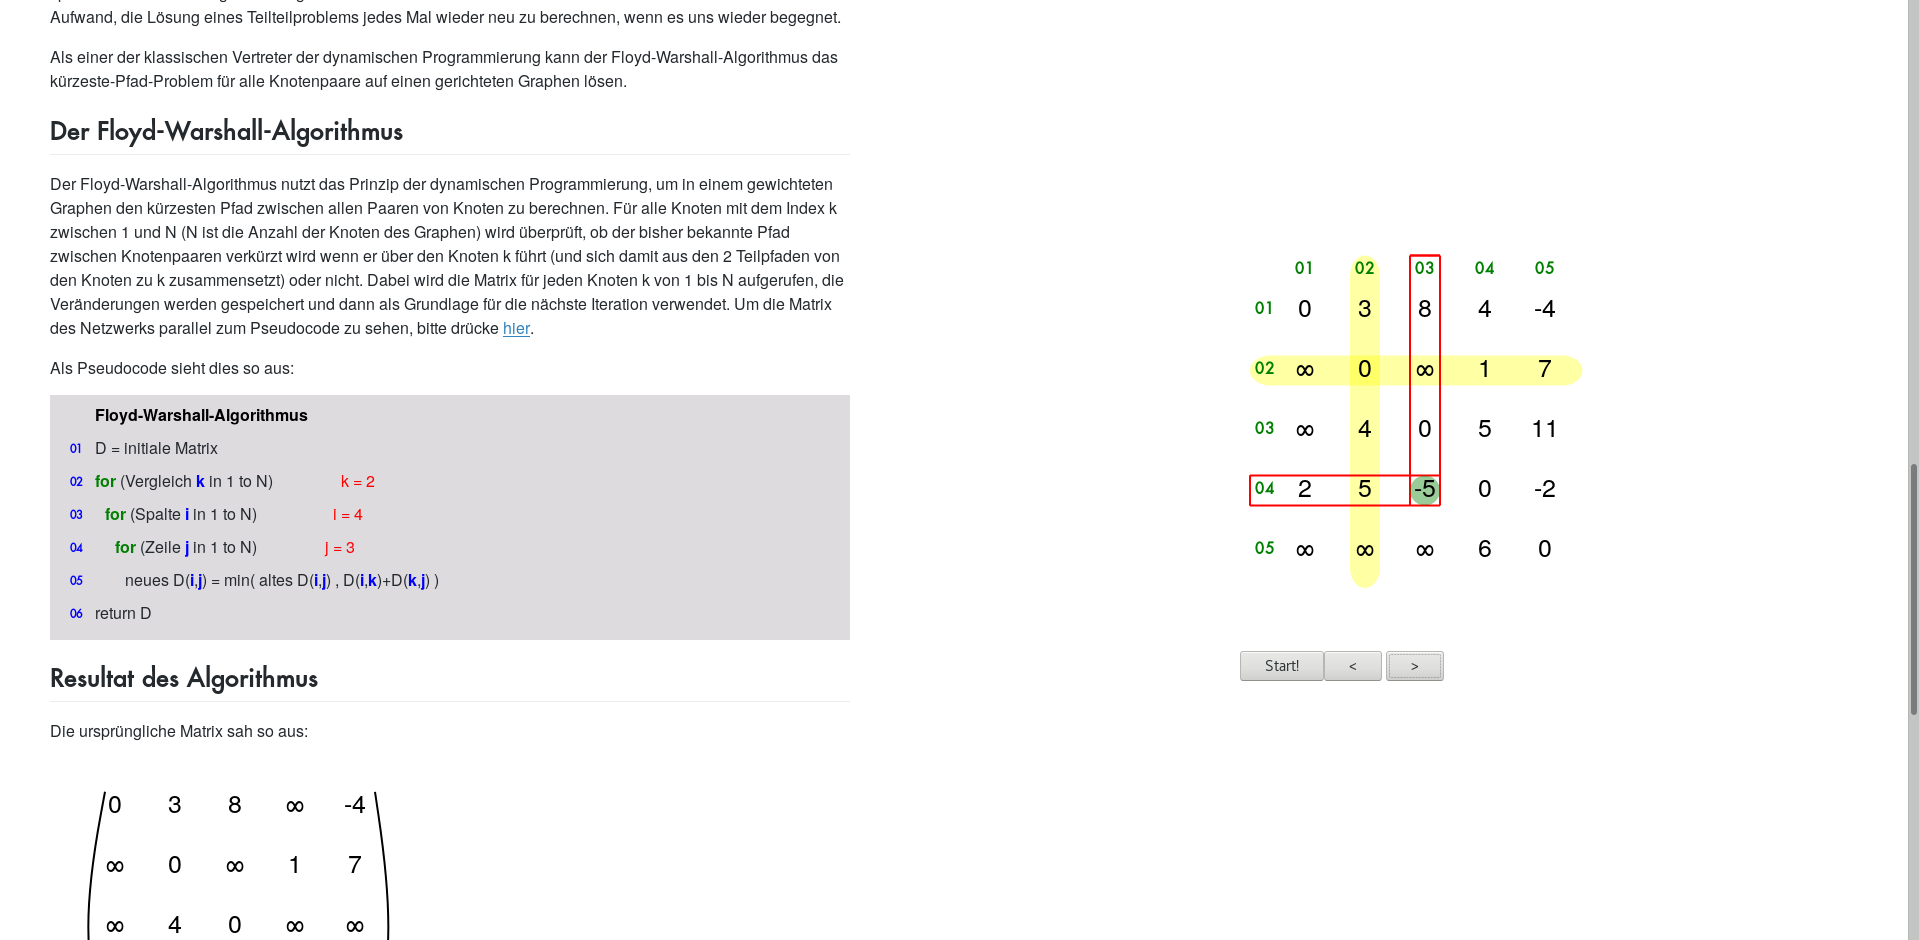 Aufwand, die Lösung eines Teilteilproblems jedes Mal wieder neu zu berechnen, wenn es uns wieder begegnet.
Als einer der klassischen Vertreter der dynamischen Programmierung kann der Floyd-Warshall-Algorithmus das
kürzeste-Pfad-Problem für alle Knotenpaare auf einen gerichteten Graphen lösen.
Der Floyd-Warshall-Algorithmus
Der Floyd-Warshall-Algorithmus nutzt das Prinzip der dynamischen Programmierung, um in einem gewichteten
Graphen den kürzesten Pfad zwischen allen Paaren von Knoten zu berechnen. Für alle Knoten mit dem Index k
zwischen 1 und N (N ist die Anzahl der Knoten des Graphen) wird überprüft, ob der bisher bekannte Pfad
zwischen Knotenpaaren verkürzt wird wenn er über den Knoten k führt (und sich damit aus den 2 Teilpfaden von
den Knoten zu k zusammensetzt) oder nicht. Dabei wird die Matrix für jeden Knoten k von 1 bis N aufgerufen, die
Veränderungen werden gespeichert und dann als Grundlage für die nächste Iteration verwendet. Um die Matrix
des Netzwerks parallel zum Pseudocode zu sehen, bitte drücke hier.
Als Pseudocode sieht dies so aus:
Floyd-Warshall-Algorithmus
01 D = initiale Matrix
02 for (Vergleich k in 1 to N) k = 2
03 for (Spalte i in 1 to N) i = 4
04 for (Zeile j in 1 to N) j = 3
05 neues D(i,j) = min( altes D(i,j) , D(i,k)+D(k,j) )
06 return D
Resultat des Algorithmus
Die ursprüngliche Matrix sah so aus:
0 3 8 ∞ -4
∞ 0 ∞ 1 7
∞ 4 0 ∞ ∞
01 02 03 04 05
01 0 3 8 4 -4
02 ∞ 0 ∞ 1 7
03 ∞ 4 0 5 11
04 2 5 -5 0 -2
05 ∞ ∞ ∞ 6 0
Start! < >